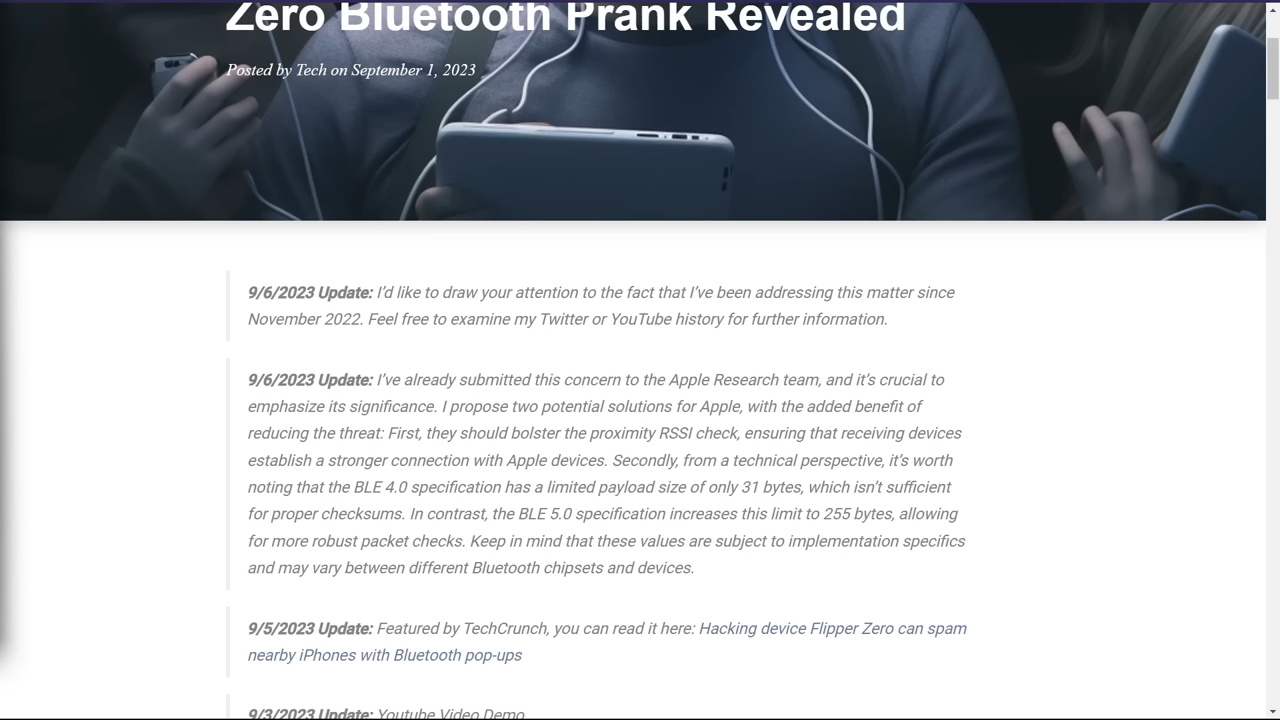 Zero Bluetooth Prank Revealed
Posted by Tech on September 1, 2023
9/6/2023 Update: I’d like to draw your attention to the fact that I’ve been addressing this matter since
November 2022. Feel free to examine my Twitter or YouTube history for further information.
9/6/2023 Update: I’ve already submitted this concern to the Apple Research team, and it’s crucial to
emphasize its significance. I propose two potential solutions for Apple, with the added benefit of
reducing the threat: First, they should bolster the proximity RSSI check, ensuring that receiving devices
establish a stronger connection with Apple devices. Secondly, from a technical perspective, it’s worth
noting that the BLE 4.0 specification has a limited payload size of only 31 bytes, which isn’t sufficient
for proper checksums. In contrast, the BLE 5.0 specification increases this limit to 255 bytes, allowing
for more robust packet checks. Keep in mind that these values are subject to implementation specifics
and may vary between different Bluetooth chipsets and devices.
9/5/2023 Update: Featured by TechCrunch, you can read it here: Hacking device Flipper Zero can spam
nearby iPhones with Bluetooth pop-ups
9/3/2023 Update: Youtube Video Demo